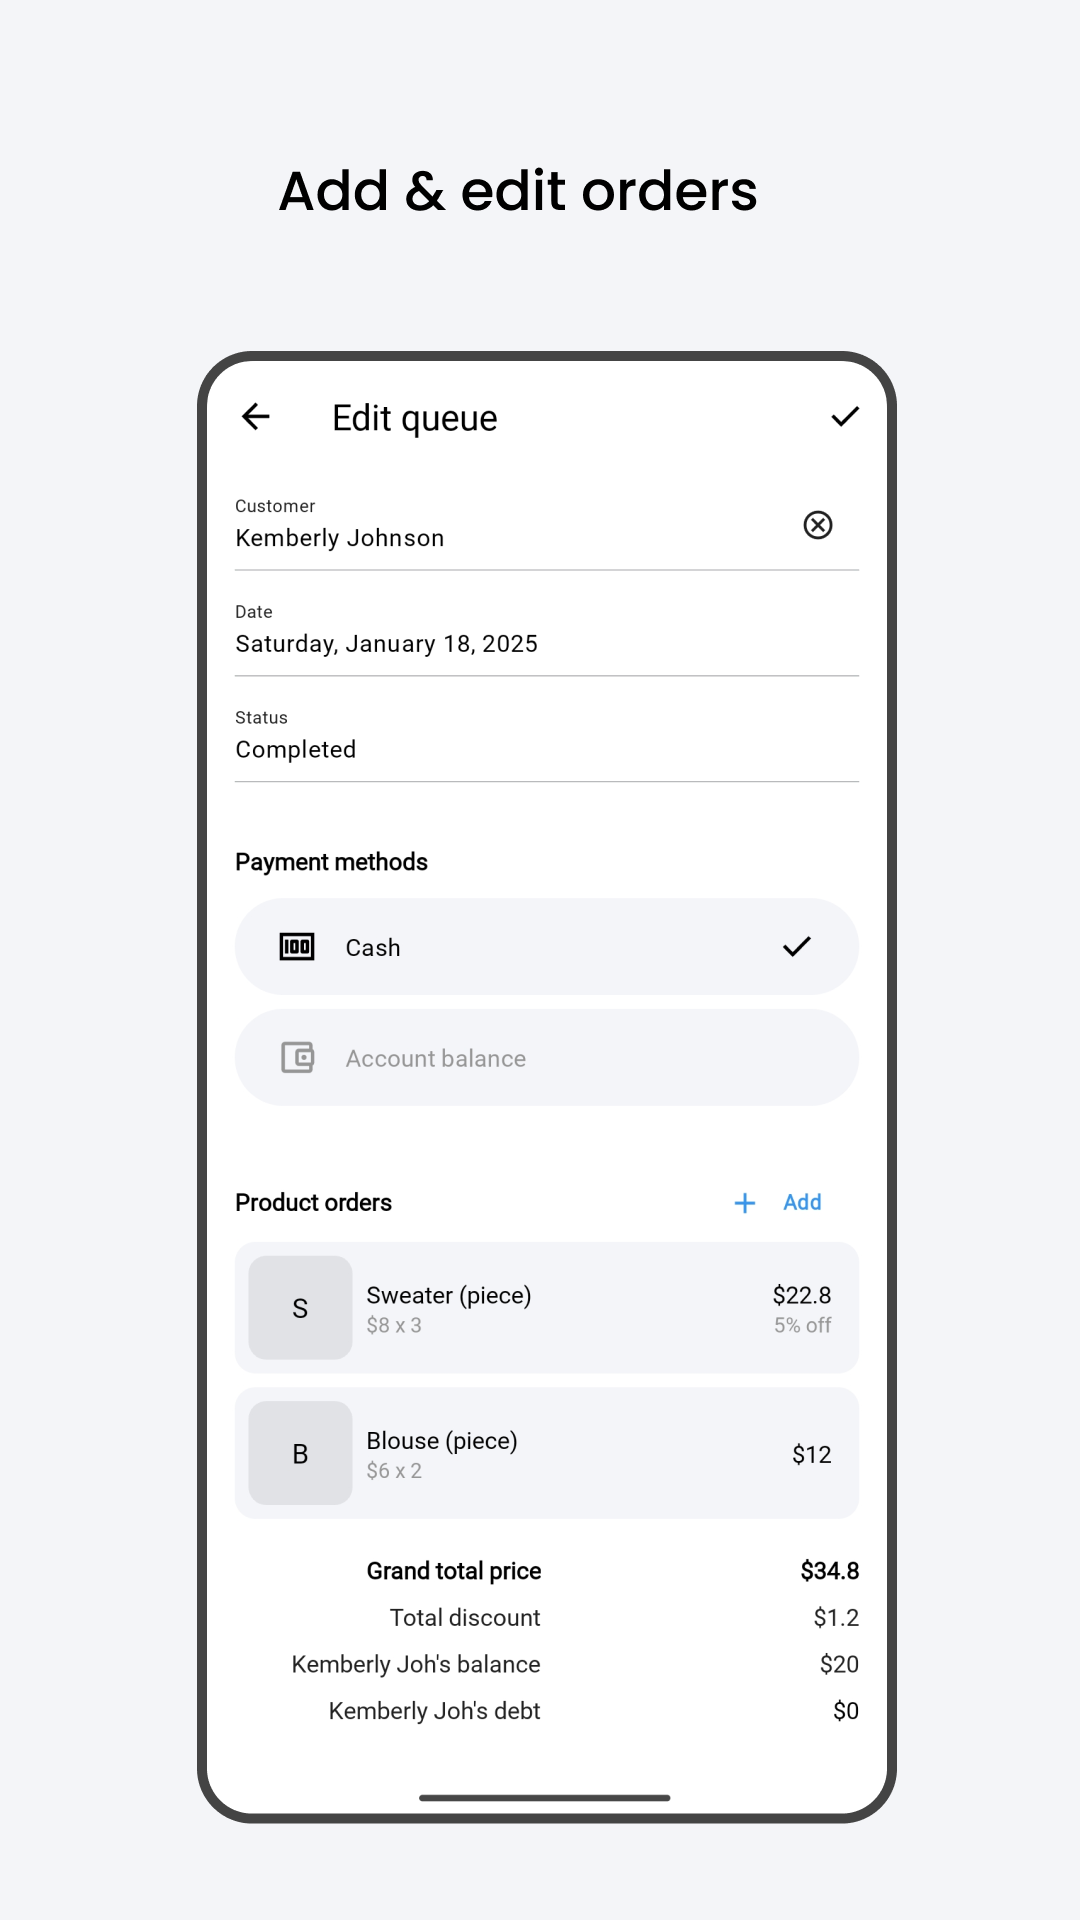 Add & edit orders
Edit queue
Customer
Kemberly Johnson
Date
Saturday, January 18, 2025
Status
Completed
Payment methods
100 Cash
Account balance
Product orders + Add
S
Sweater (piece) $22.8
$8 x 3 5% off
B
Blouse (piece) $12
$6 x 2
Grand total price $34.8
Total discount $1.2
Kemberly Joh's balance $20
Kemberly Joh's debt $0